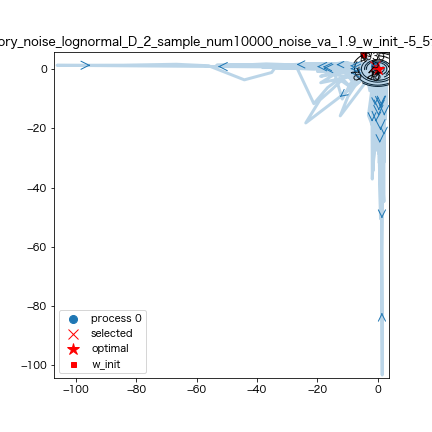 ory_noise_lognormal_D_2_sample_num10000_noise_va_1.9_w_init_-5_5
0
−20
−40
−60
−80
−100
−100
−80
−60
−40
−20
0
process 0
selected
optimal
w_init